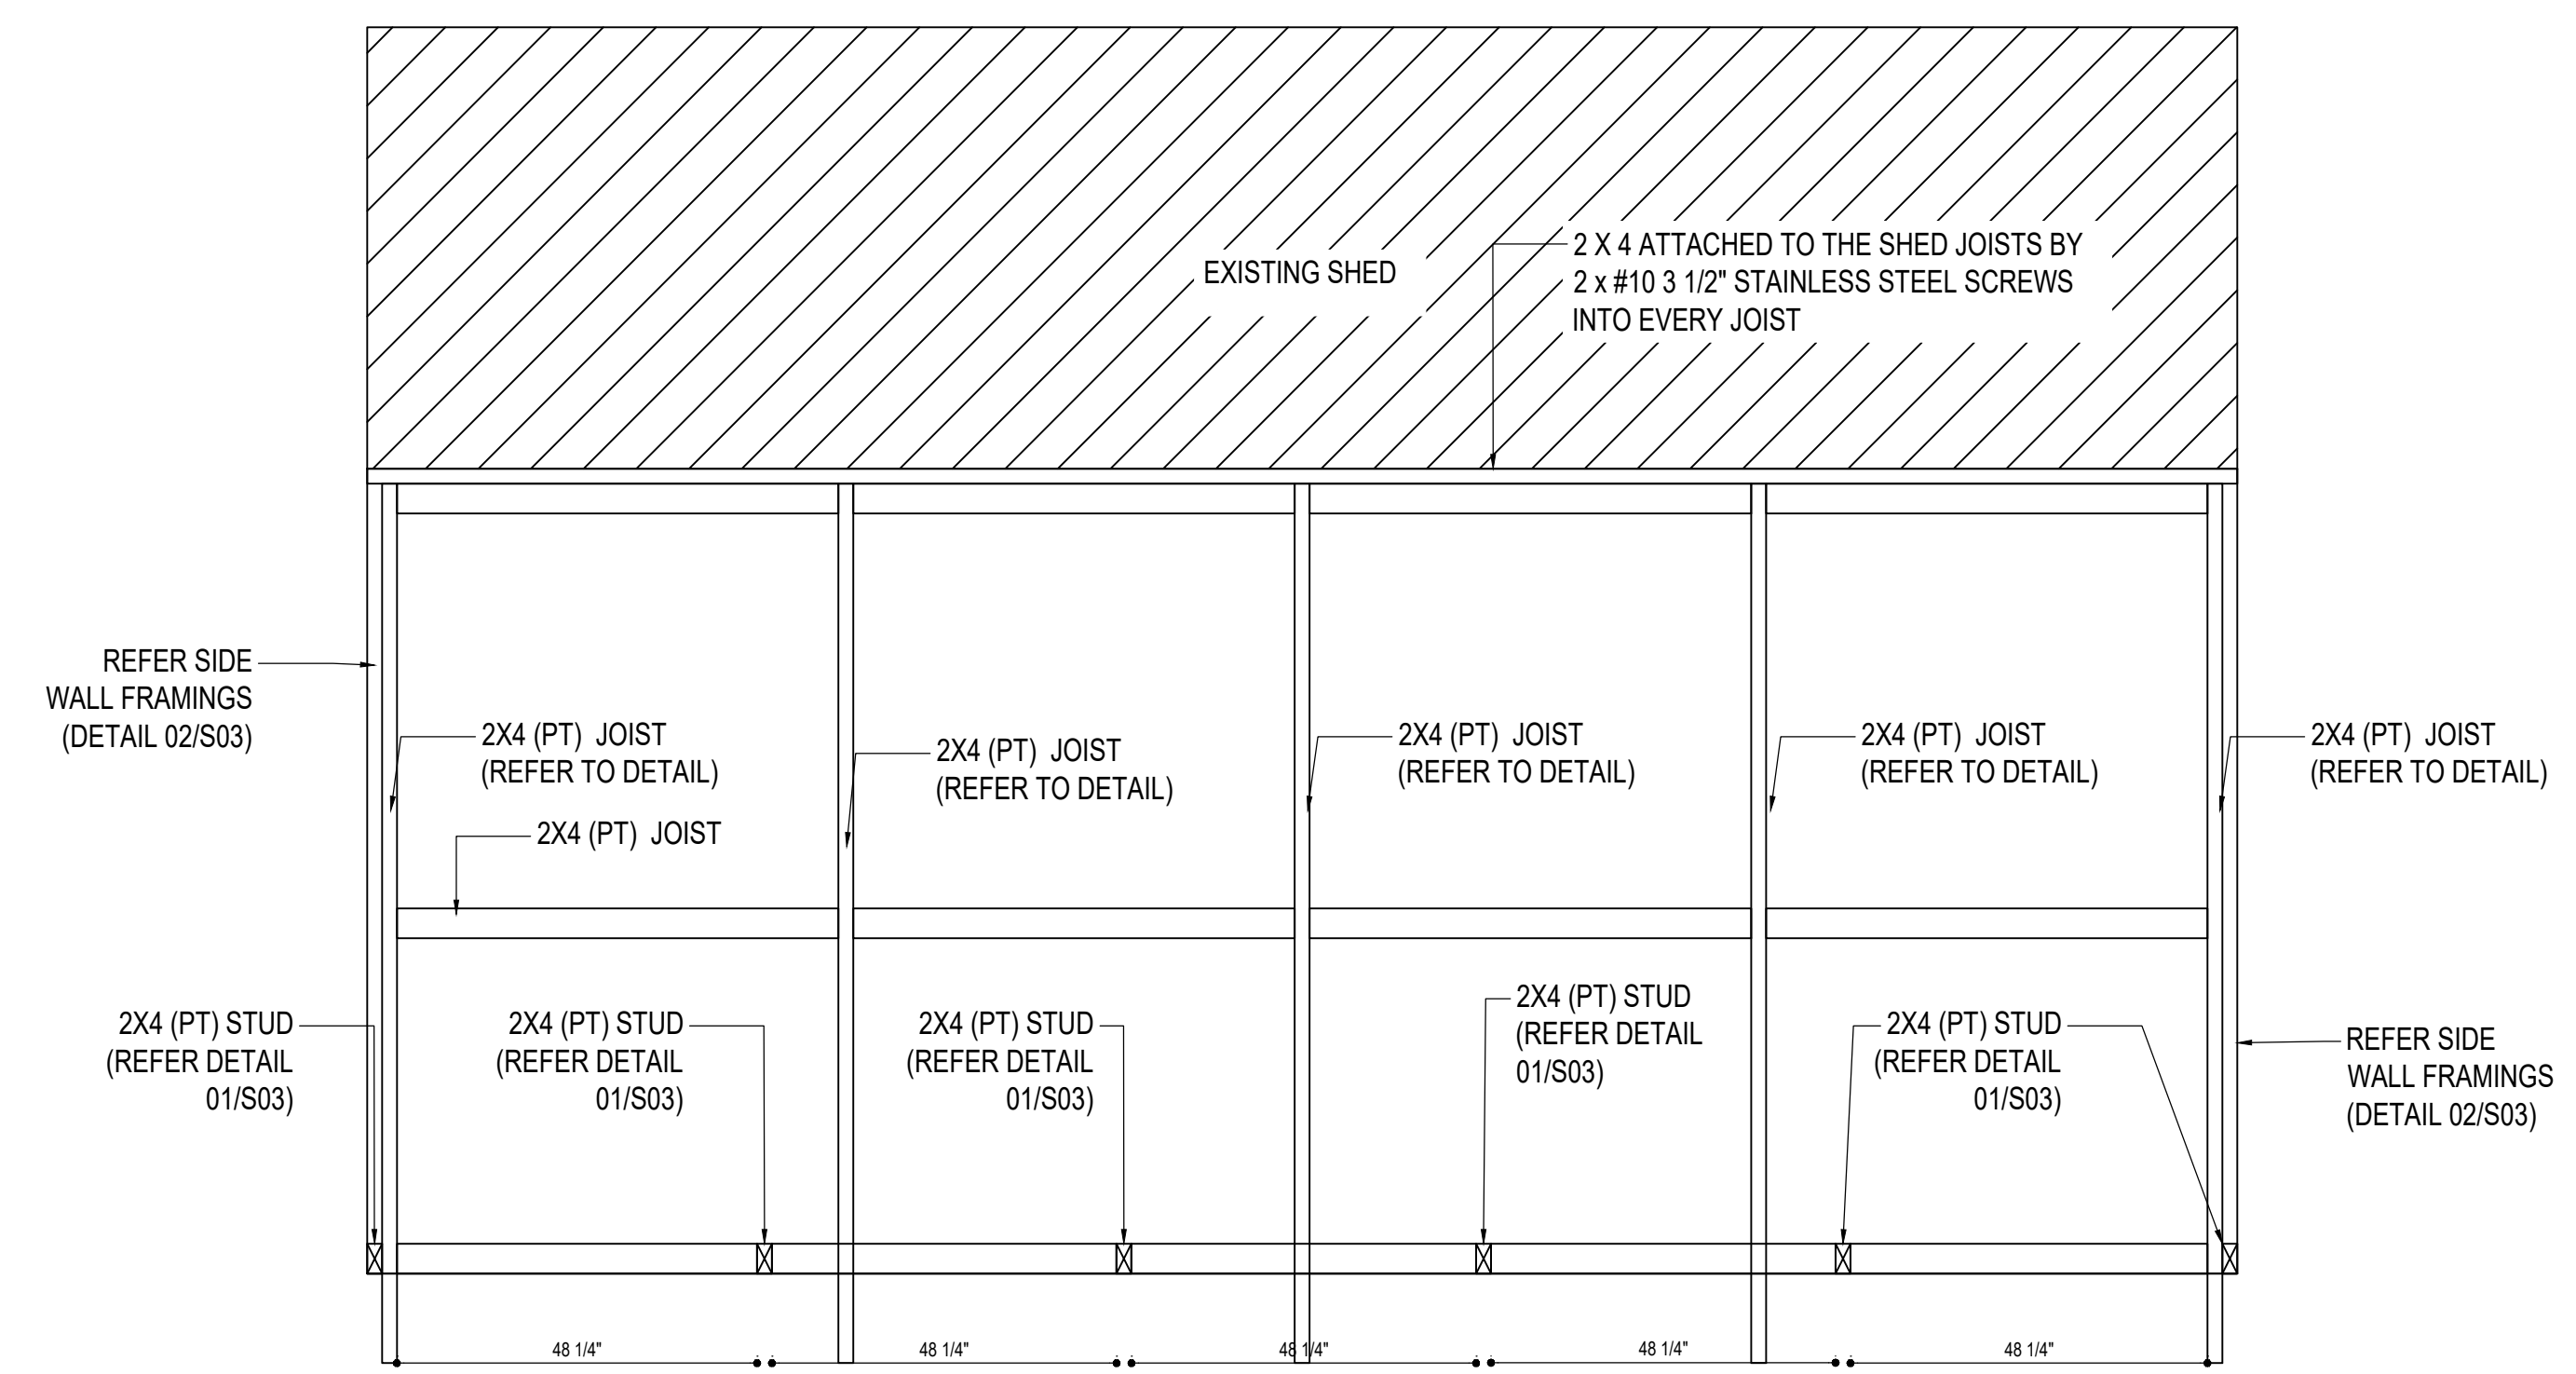 EXISTING SHED
2 X 4 ATTACHED TO THE SHED JOISTS BY
2 x #10 3 1/2" STAINLESS STEEL SCREWS
INTO EVERY JOIST
REFER SIDE
WALL FRAMINGS
(DETAIL 02/S03)
2X4 (PT) JOIST
(REFER TO DETAIL)
2X4 (PT) JOIST
2X4 (PT) JOIST
(REFER TO DETAIL)
2X4 (PT) JOIST
(REFER TO DETAIL)
2X4 (PT) JOIST
(REFER TO DETAIL)
2X4 (PT) JOIST
(REFER TO DETAIL)
2X4 (PT) STUD
(REFER DETAIL
01/S03)
2X4 (PT) STUD
(REFER DETAIL
01/S03)
2X4 (PT) STUD
(REFER DETAIL
01/S03)
2X4 (PT) STUD
(REFER DETAIL
01/S03)
2X4 (PT) STUD
(REFER DETAIL
01/S03)
REFER SIDE
WALL FRAMINGS
(DETAIL 02/S03)
48 1/4"
48 1/4"
48 1/4"
48 1/4"
48 1/4"